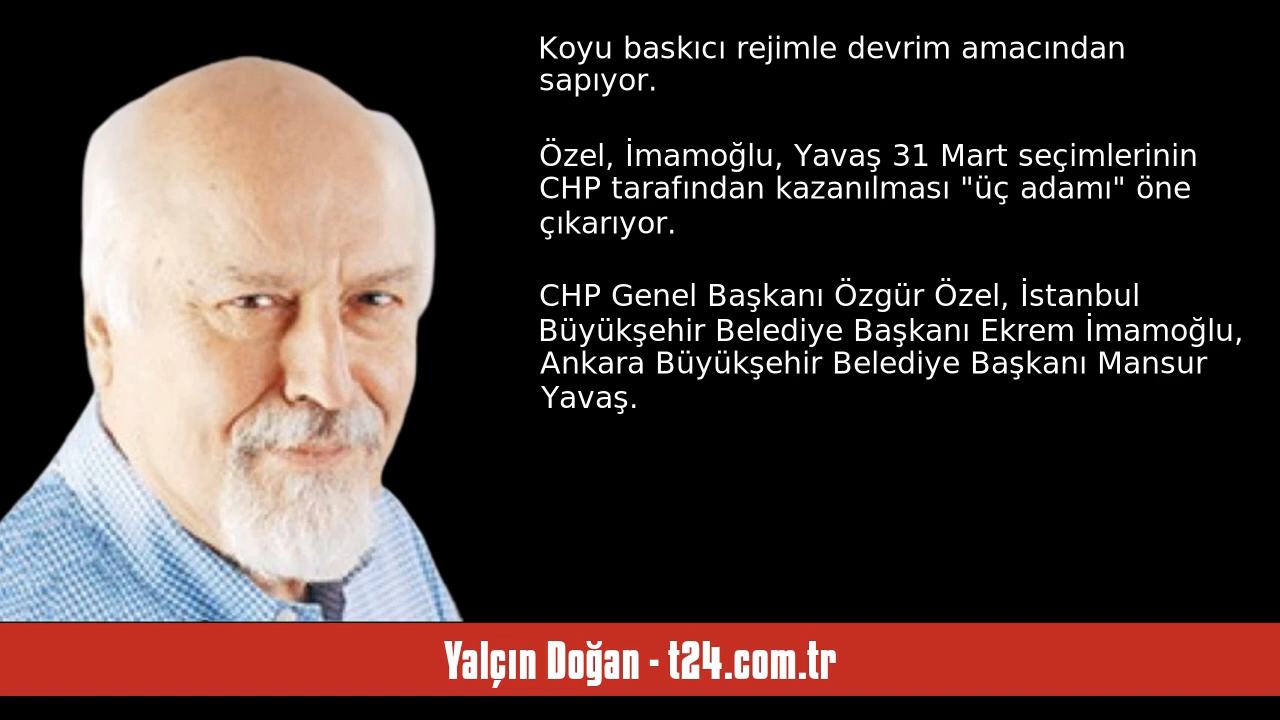 Koyu baskıcı rejimle devrim amacından
sapıyor.
Özel, İmamoğlu, Yavaş 31 Mart seçimlerinin
CHP tarafından kazanılması "üç adamı" öne
çıkarıyor.
CHP Genel Başkanı Özgür Özel, İstanbul
Büyükşehir Belediye Başkanı Ekrem İmamoğlu,
Ankara Büyükşehir Belediye Başkanı Mansur
Yavaş.
Yalçın Doğan - t24.com.tr